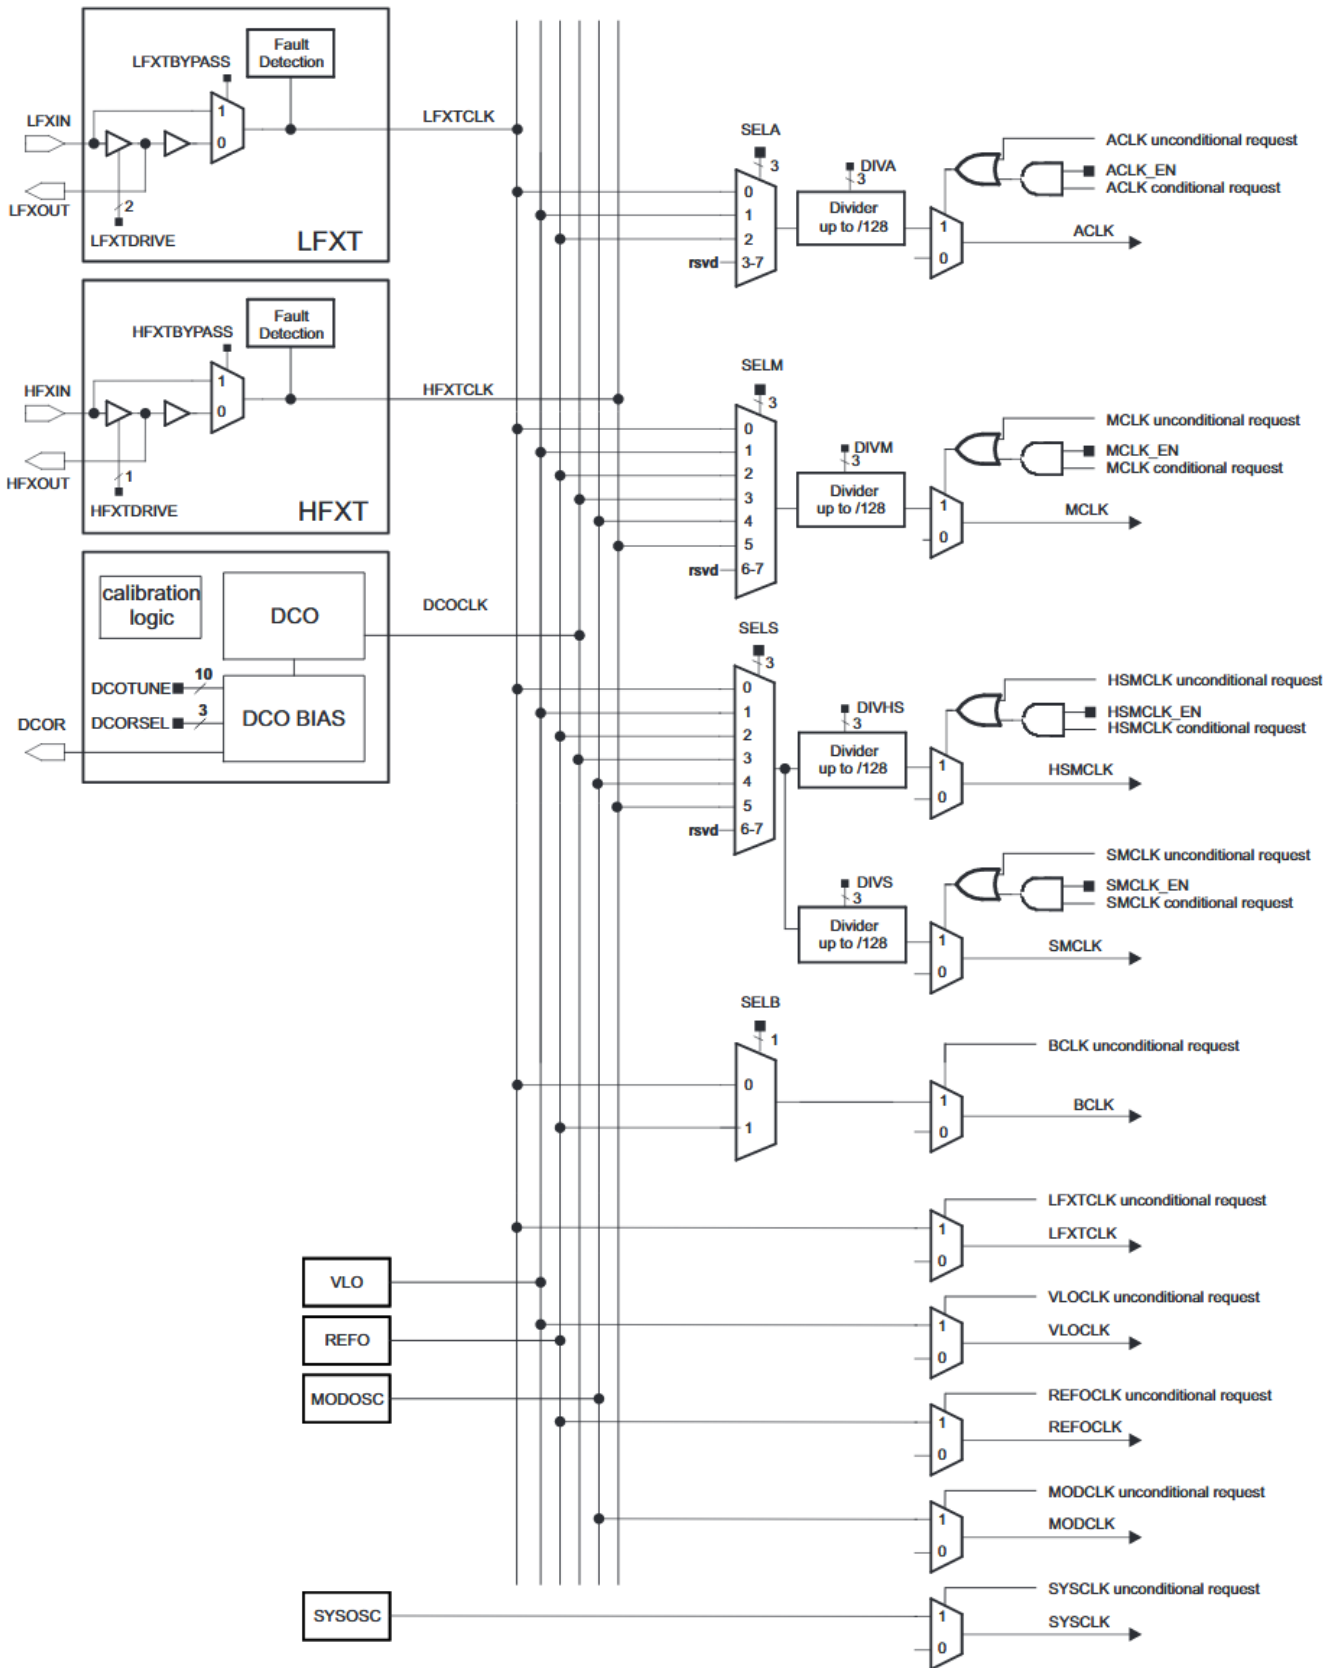 Fault
Detection
LFXTBYPASS
1
0
LFXIN
LFXOUT
2
LFXTDRIVE
LFXT
LFXTCLK
Fault
Detection
HFXTBYPASS
1
0
HFXIN
HFXOUT
1
HFXTDRIVE
HFXT
HFXTCLK
calibration
logic
DCO
DCOTUNE
10
DCORSEL
3
DCO BIAS
DCOR
DCOCLK
SELA
3
0
1
2
rsvd
3-7
DIVA
3
Divider
up to /128
ACLK unconditional request
ACLK_EN
ACLK conditional request
1
0
ACLK
SELM
3
0
1
2
3
4
5
rsvd
6-7
DIVM
3
Divider
up to /128
MCLK unconditional request
MCLK_EN
MCLK conditional request
1
0
MCLK
SELS
3
0
1
2
3
4
5
rsvd
6-7
DIVHS
3
Divider
up to /128
HSMCLK unconditional request
HSMCLK_EN
HSMCLK conditional request
1
0
HSMCLK
DIVS
3
Divider
up to /128
SMCLK unconditional request
SMCLK_EN
SMCLK conditional request
1
0
SMCLK
SELB
1
0
1
BCLK unconditional request
1
0
BCLK
LFXTCLK unconditional request
1
0
LFXTCLK
VLO
VLOCLK unconditional request
1
0
VLOCLK
REFO
MODOSC
REFOCLK unconditional request
1
0
REFOCLK
MODCLK unconditional request
1
0
MODCLK
SYSOSC
SYSCLK unconditional request
1
0
SYSCLK